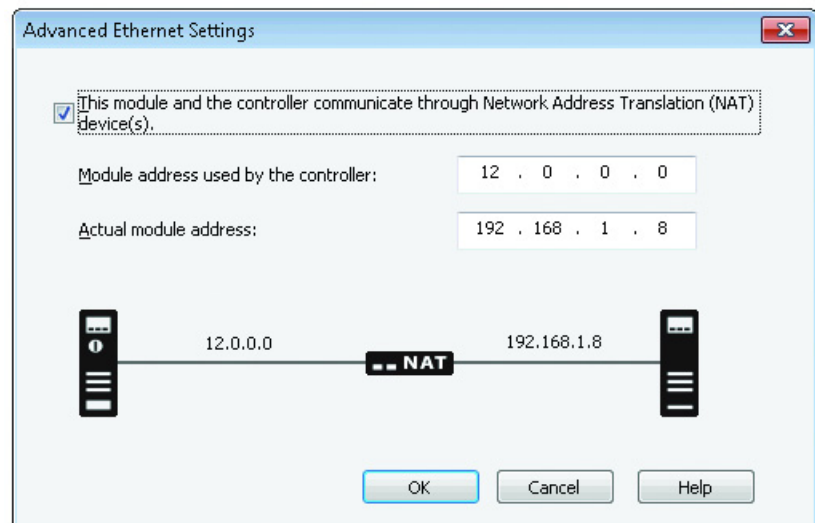 Advanced Ethernet Settings
This module and the controller communicate through Network Address Translation (NAT)
device(s).
Module address used by the controller: 12 . 0 . 0 . 0
Actual module address: 192 . 168 . 1 . 8
12.0.0.0 192.168.1.8
NAT
OK Cancel Help